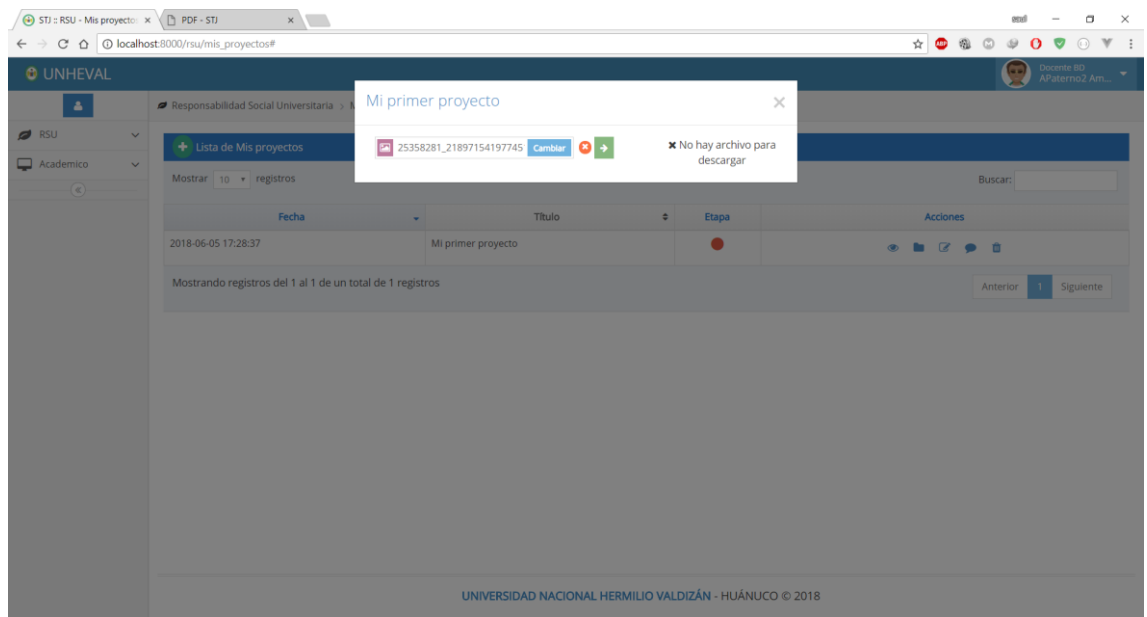 STJ :: RSU - Mis proyecto
PDF - STJ
localhost:8000/rsu/mis_proyectos#
ABP
UNHEVAL
Docente BD
APaterno2 Am...
Responsabilidad Social Universitaria >
RSU
Academico
Mi primer proyecto
25358281_21897154197745 Cambiar
No hay archivo para
descargar
Lista de Mis proyectos
Mostrar 10 registros
Buscar:
Fecha Título Etapa Acciones
2018-06-05 17:28:37 Mi primer proyecto
Mostrando registros del 1 al 1 de un total de 1 registros
Anterior 1 Siguiente
UNIVERSIDAD NACIONAL HERMILIO VALDIZÁN - HUÁNUCO © 2018